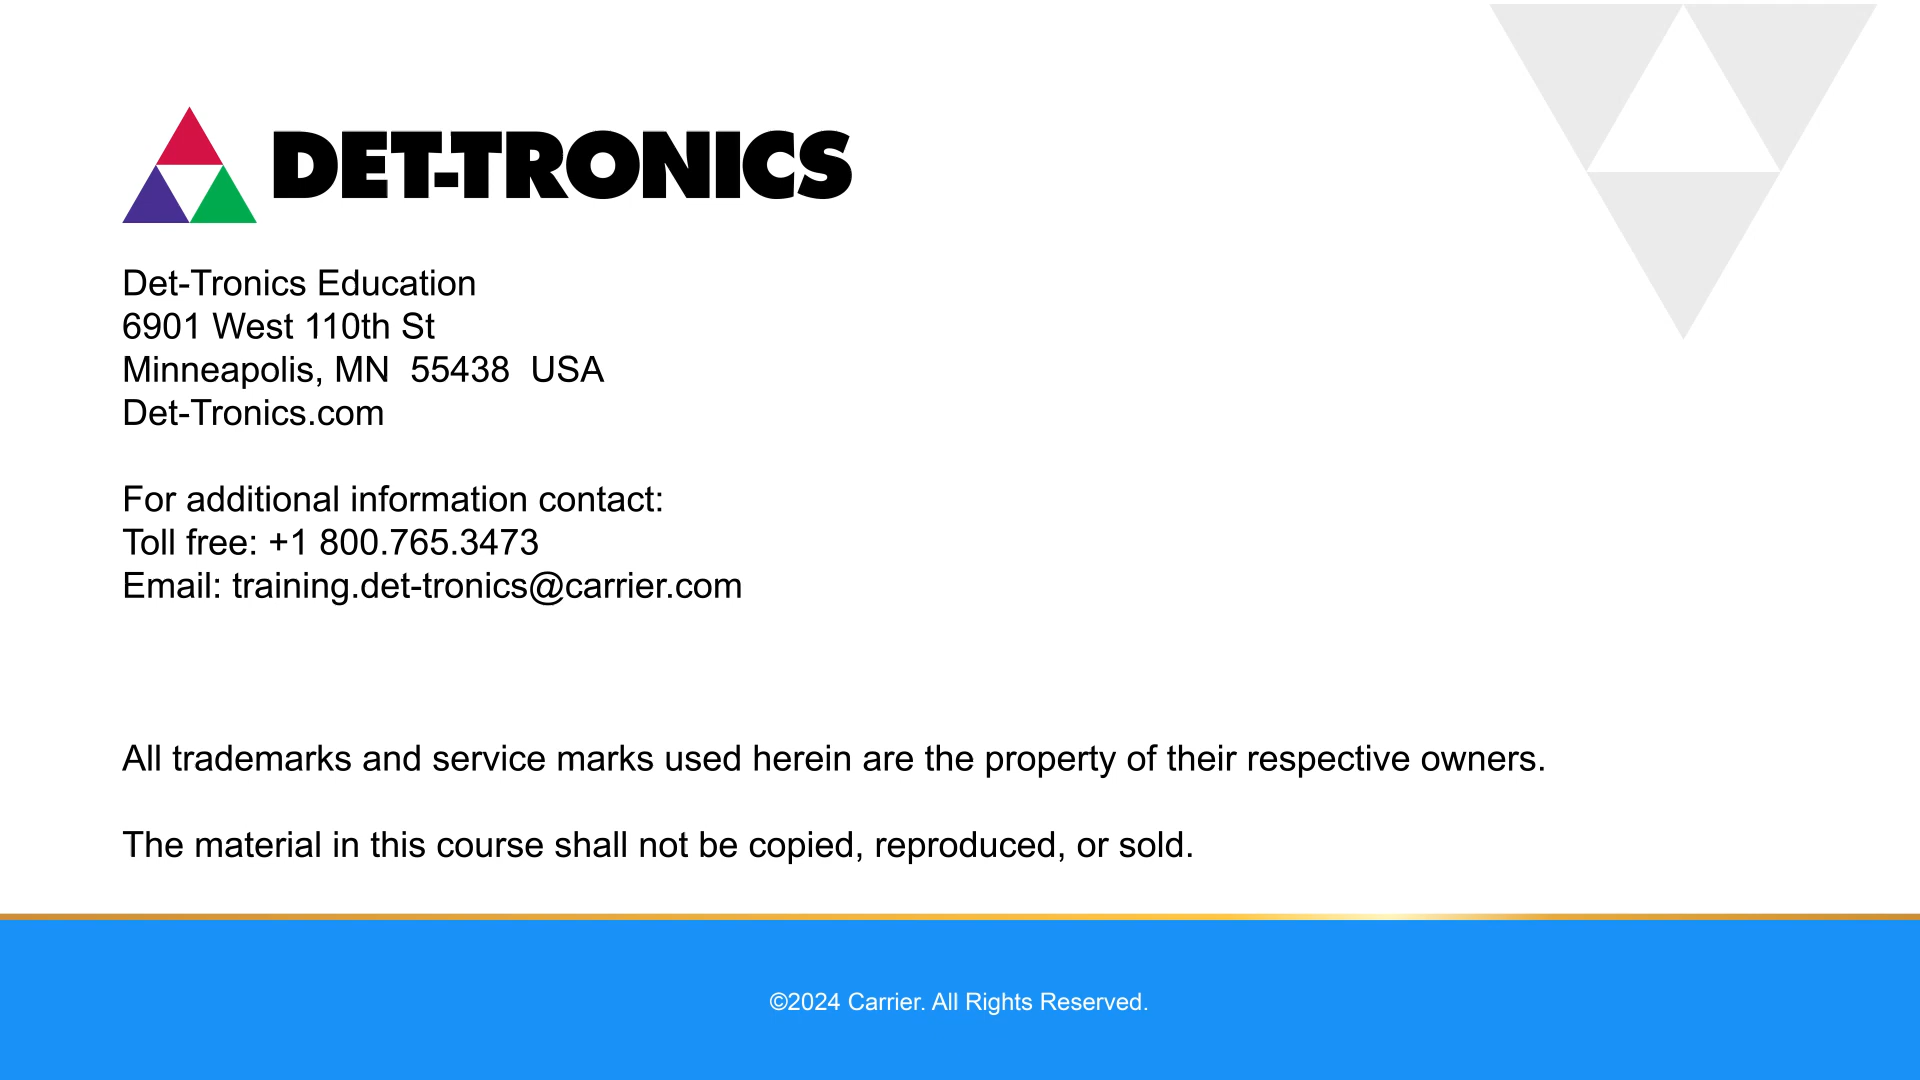 DET-TRONICS
Det-Tronics Education
6901 West 110th St
Minneapolis, MN  55438  USA
Det-Tronics.com
For additional information contact:
Toll free: +1 800.765.3473
Email: training.det-tronics@carrier.com
All trademarks and service marks used herein are the property of their respective owners.
The material in this course shall not be copied, reproduced, or sold.
©2024 Carrier. All Rights Reserved.